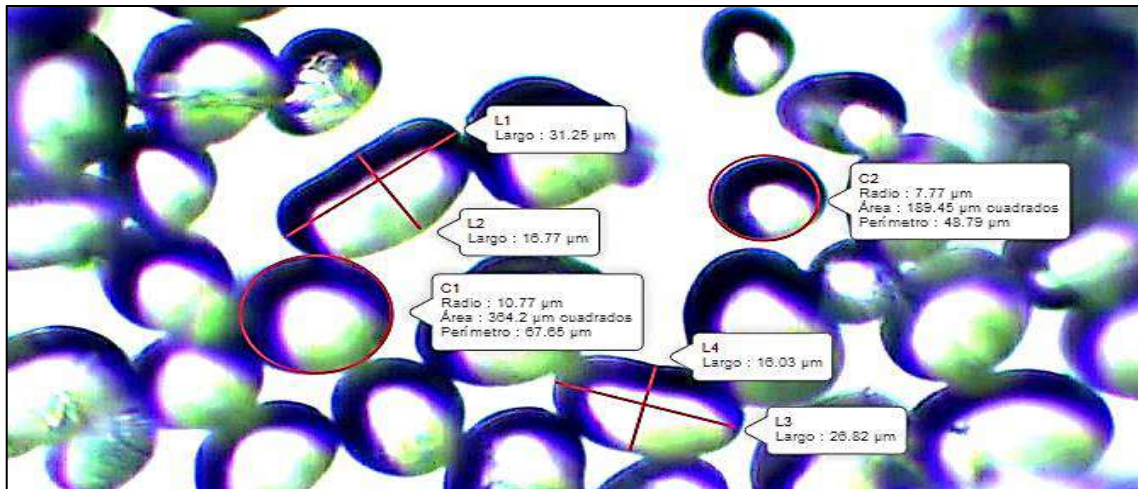 L1
Largo : 31.25 µm
L2
Largo : 16.77 µm
C2
Radio : 7.77 µm
Área : 189.45 µm cuadrados
Perímetro : 48.79 µm
C1
Radio : 10.77 µm
Área : 364.2 µm cuadrados
Perímetro : 67.65 µm
L4
Largo : 16.03 µm
L3
Largo : 26.82 µm